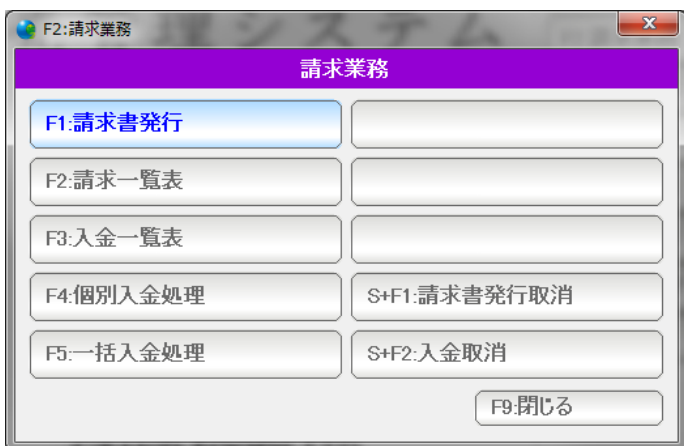 F2:請求業務
請求業務
F1:請求書発行
F2:請求一覧表
F3:入金一覧表
F4:個別入金処理
S+F1:請求書発行取消
F5:一括入金処理
S+F2:入金取消
F9:閉じる